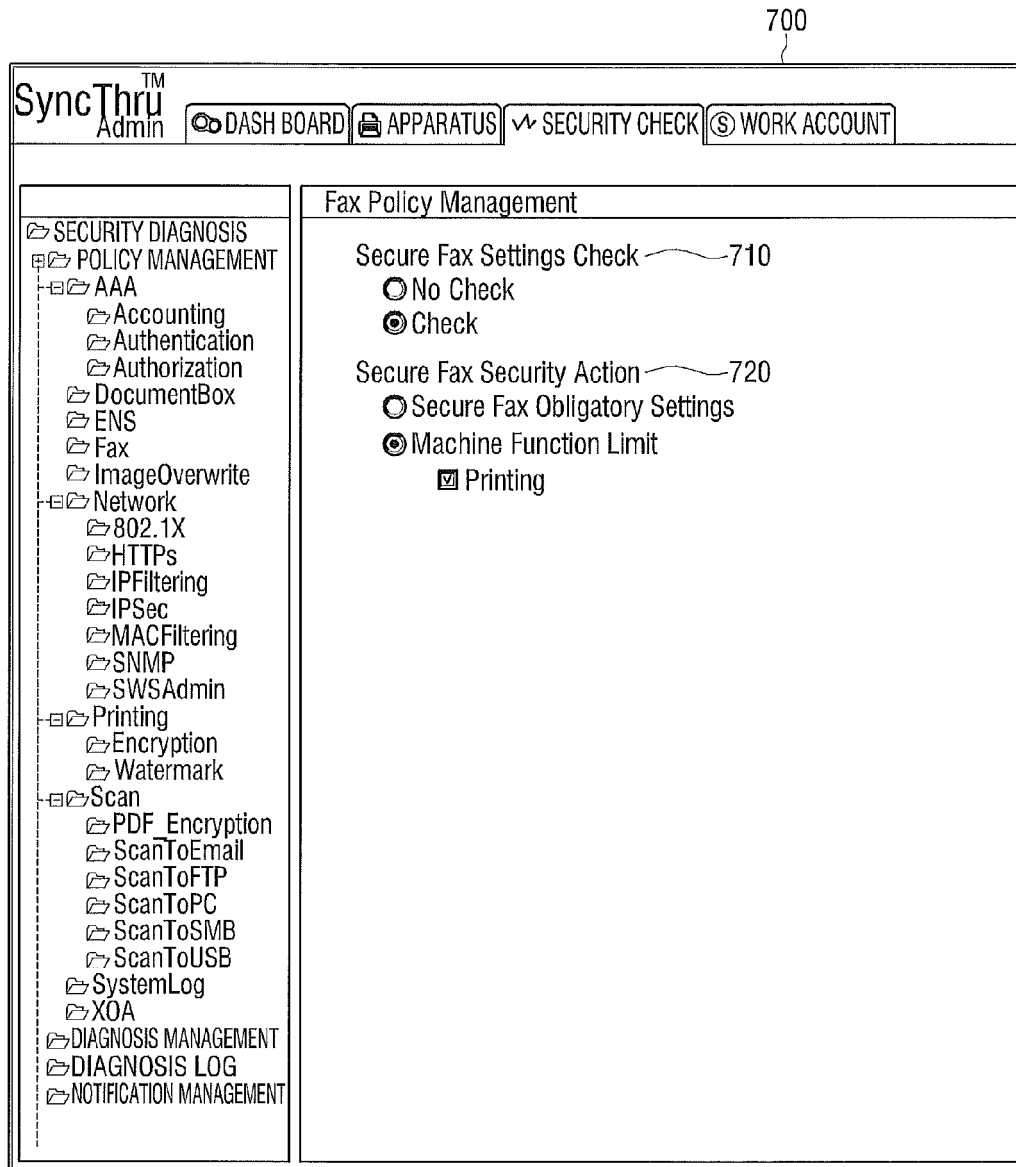 700
SyncThru™
Admin
DASH BOARD
APPARATUS
SECURITY CHECK
Ⓢ WORK ACCOUNT
SECURITY DIAGNOSIS
POLICY MANAGEMENT
AAA
Accounting
Authentication
Authorization
DocumentBox
ENS
Fax
ImageOverwrite
Network
802.1X
HTTPs
IPFiltering
IPSec
MACFiltering
SNMP
SWSAdmin
Printing
Encryption
Watermark
Scan
PDF_Encryption
ScanToEmail
ScanToFTP
ScanToPC
ScanToSMB
ScanToUSB
SystemLog
XOA
DIAGNOSIS MANAGEMENT
DIAGNOSIS LOG
NOTIFICATION MANAGEMENT
Fax Policy Management
Secure Fax Settings Check 710
No Check
Check
Secure Fax Security Action 720
Secure Fax Obligatory Settings
Machine Function Limit
Printing